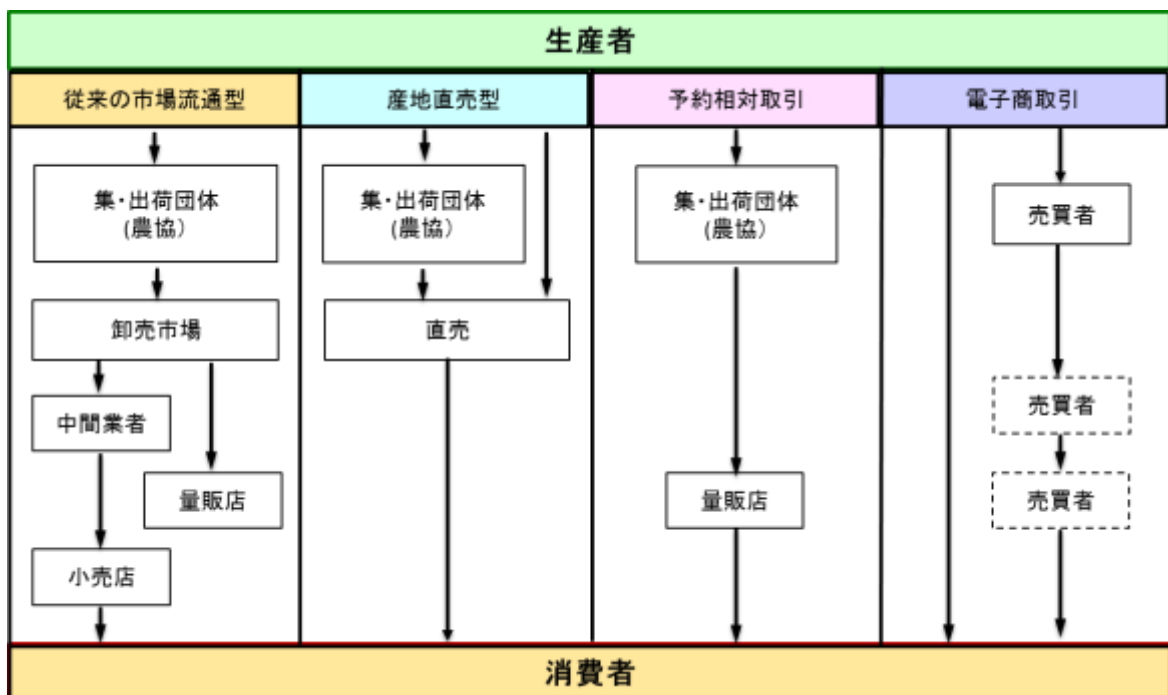 生産者
従来の市場流通型
産地直売型
予約相対取引
電子商取引
集・出荷団体
(農協）
卸売市場
中間業者
量販店
小売店
集・出荷団体
(農協）
直売
集・出荷団体
(農協）
量販店
売買者
売買者
売買者
消費者